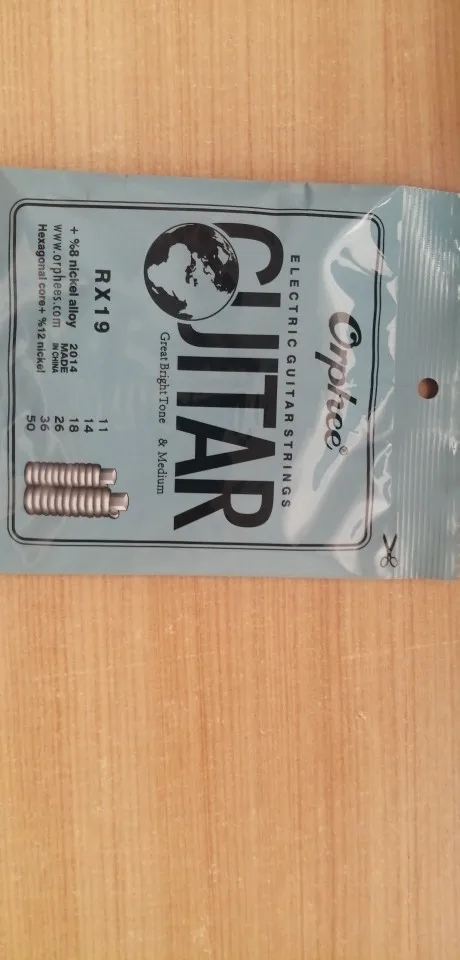 Orphee®
ELECTRIC GUITAR STRINGS
GUITAR
Great Bright Tone & Medium
RX19
+ %8 nickel alloy 2014
www.orphees.com MADE IN CHINA
Hexagonal core+ %12 nickel
11
14
18
26
36
50